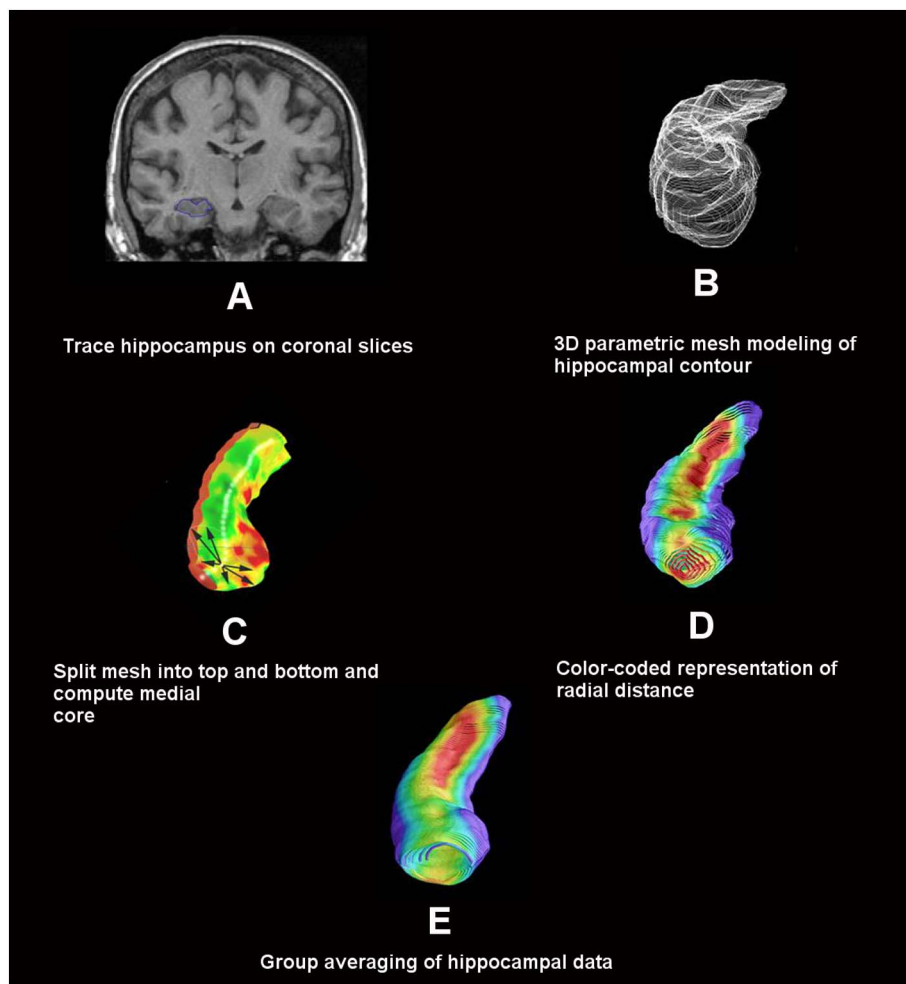 A
Trace hippocampus on coronal slices
B
3D parametric mesh modeling of
hippocampal contour
C
Split mesh into top and bottom and
compute medial
core
D
Color-coded representation of
radial distance
E
Group averaging of hippocampal data